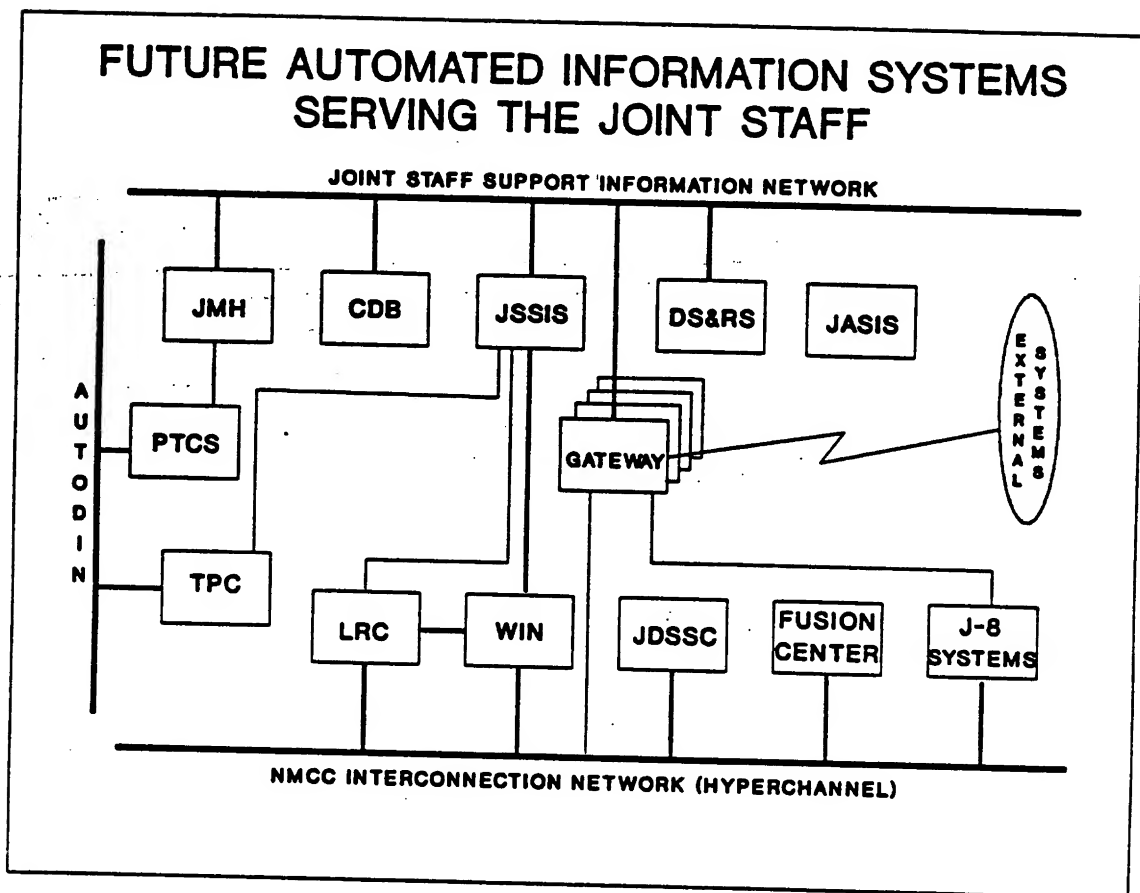 FUTURE AUTOMATED INFORMATION SYSTEMS
SERVING THE JOINT STAFF
JOINT STAFF SUPPORT INFORMATION NETWORK
JMH
CDB
JSSIS
DS&RS
JASIS
EXTERNAL
SYSTEMS
AUTODIN
PTCS
GATEWAY
TPC
LRC
WIN
JDSSC
FUSION
CENTER
J-8
SYSTEMS
NMCC INTERCONNECTION NETWORK (HYPERCHANNEL)